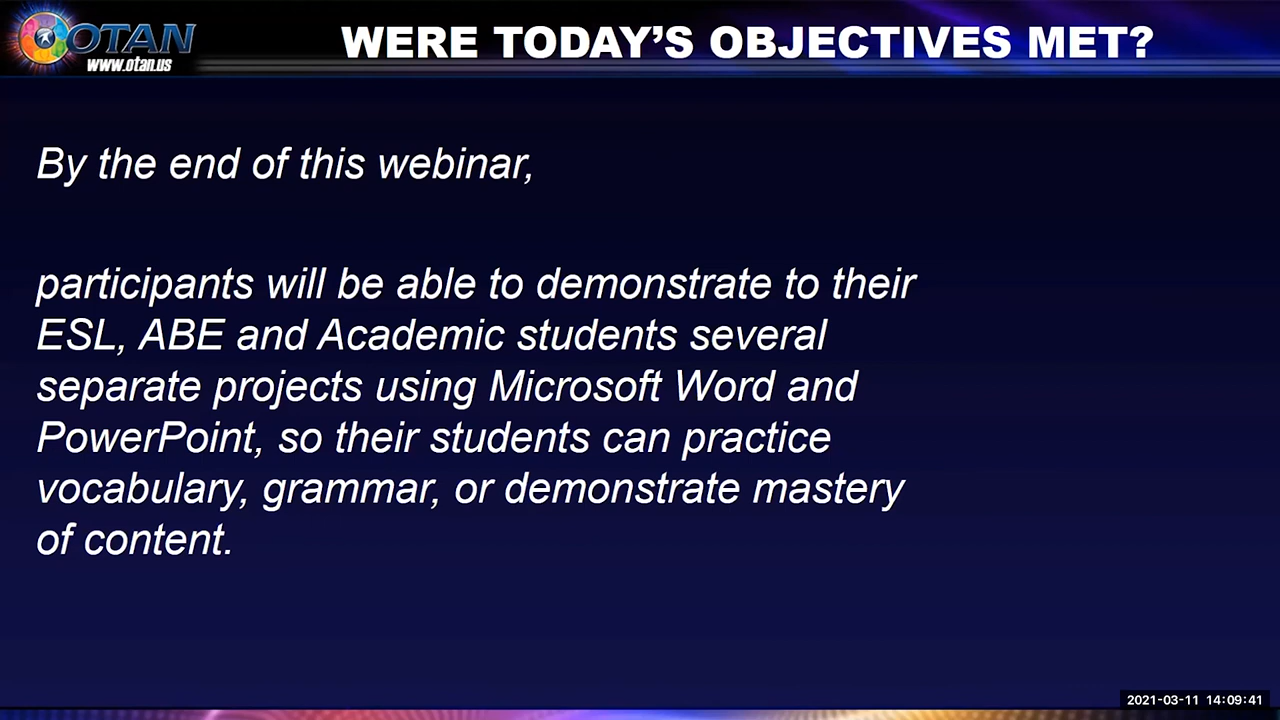 OTAN
www.otan.us
WERE TODAY’S OBJECTIVES MET?
By the end of this webinar,
participants will be able to demonstrate to their
ESL, ABE and Academic students several
separate projects using Microsoft Word and
PowerPoint, so their students can practice
vocabulary, grammar, or demonstrate mastery
of content.
2021-03-11 14:09:41